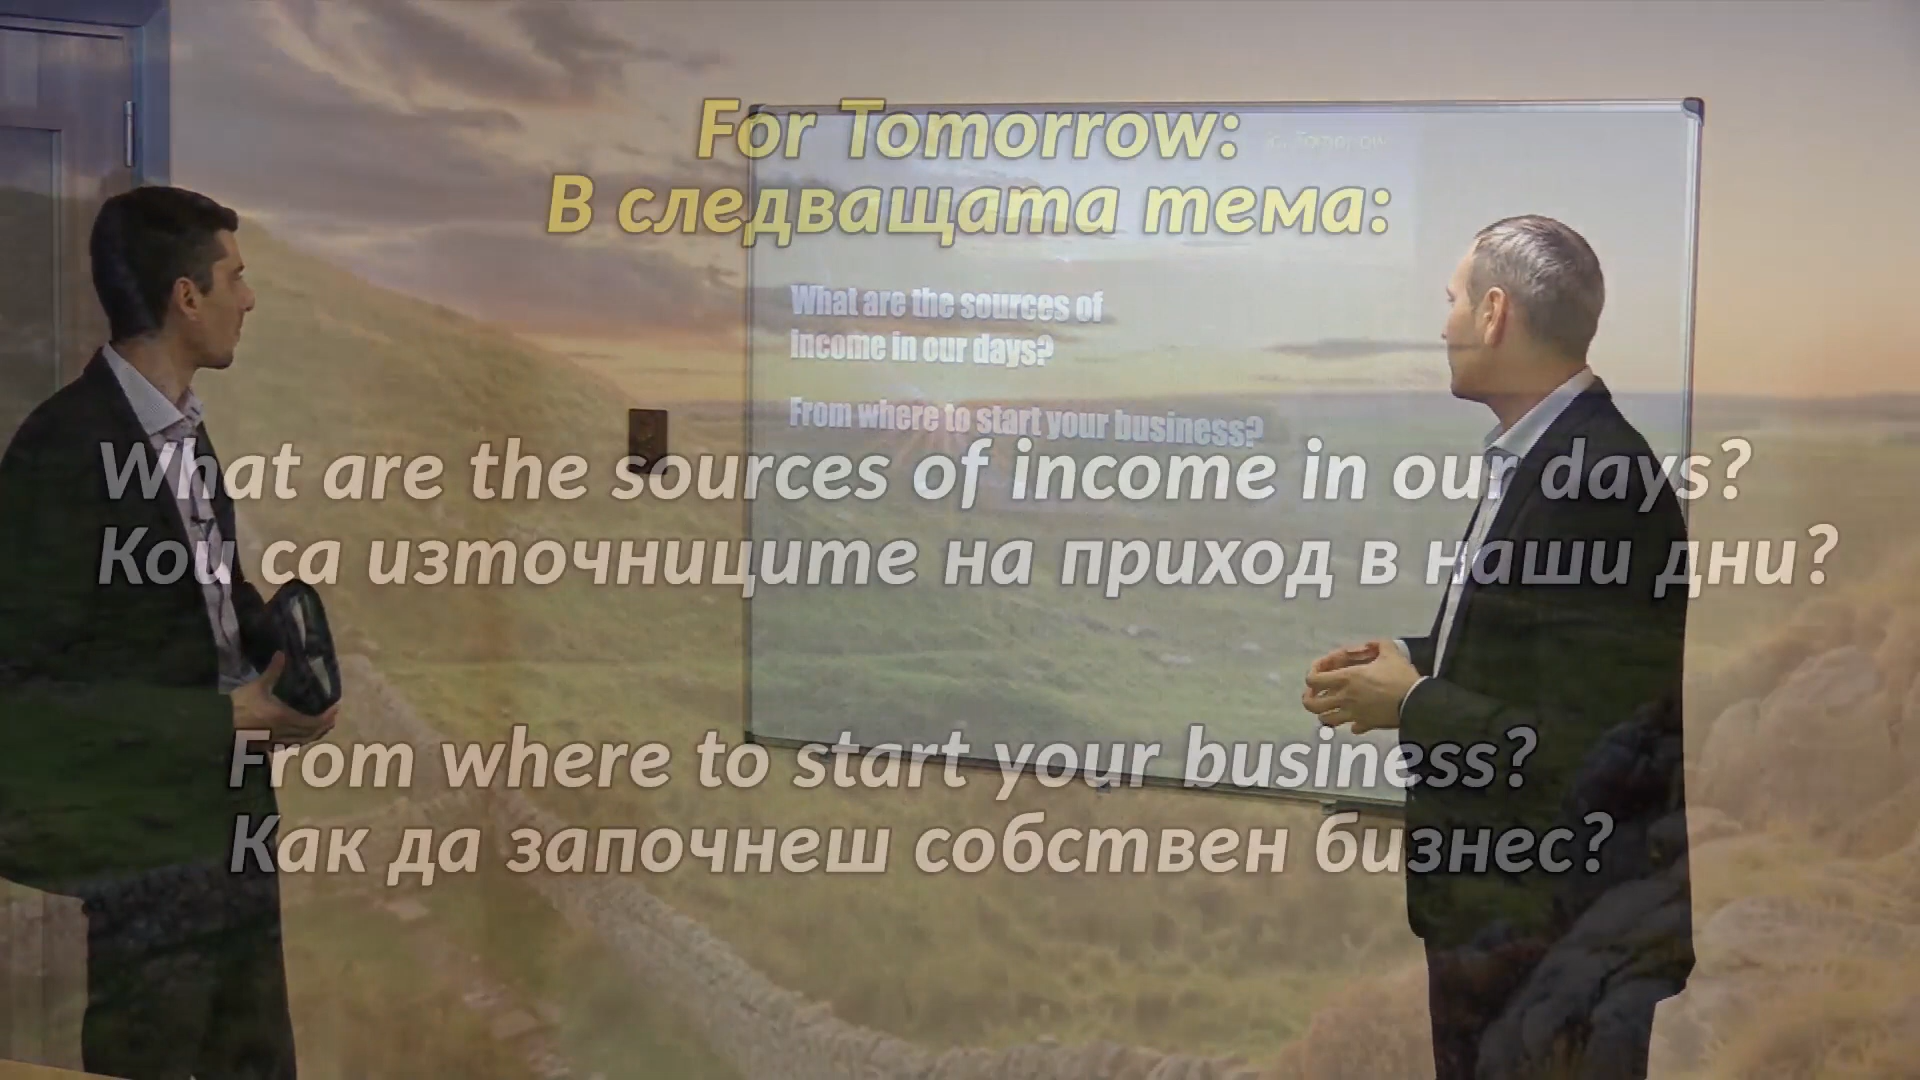 For Tomorrow:
В следващата тема:
What are the sources of
income in our days?
From where to start your business?
What are the sources of income in our days?
Кои са източниците на приход в наши дни?
From where to start your business?
Как да започнеш собствен бизнес?